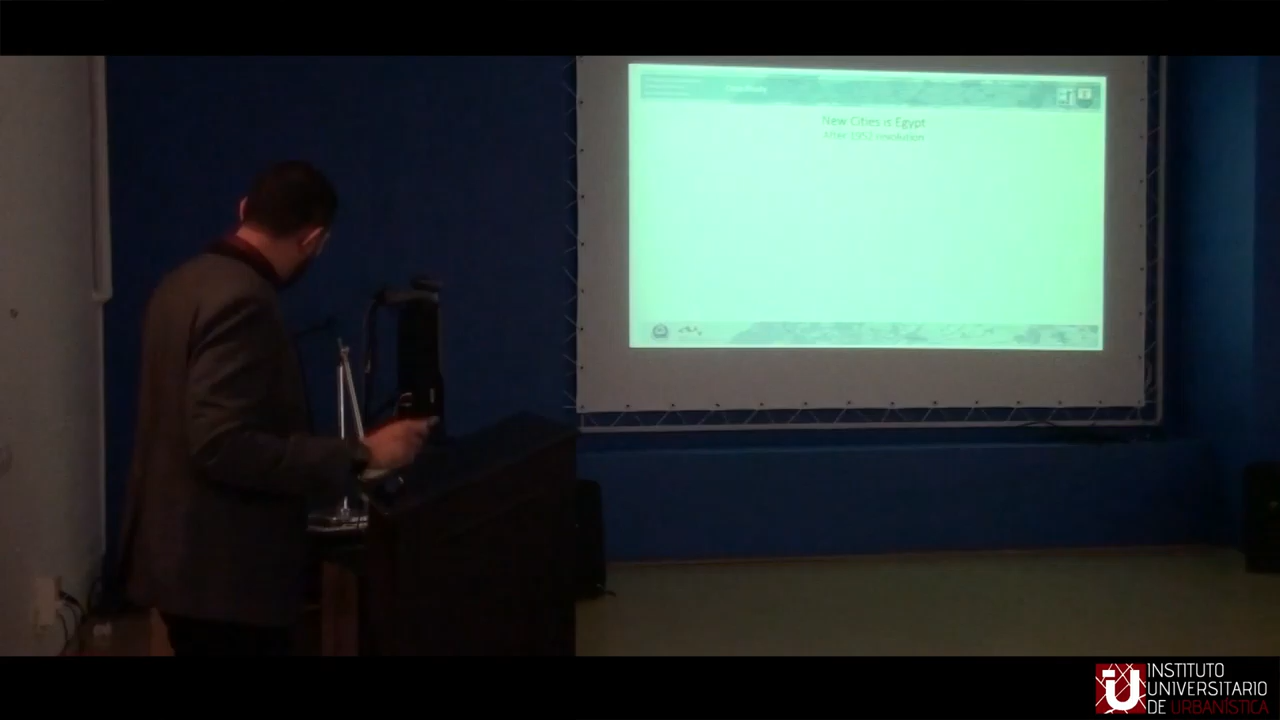 New Cities is Egypt
After 1952 revolution
INSTITUTO
UNIVERSITARIO
DE URBANÍSTICA